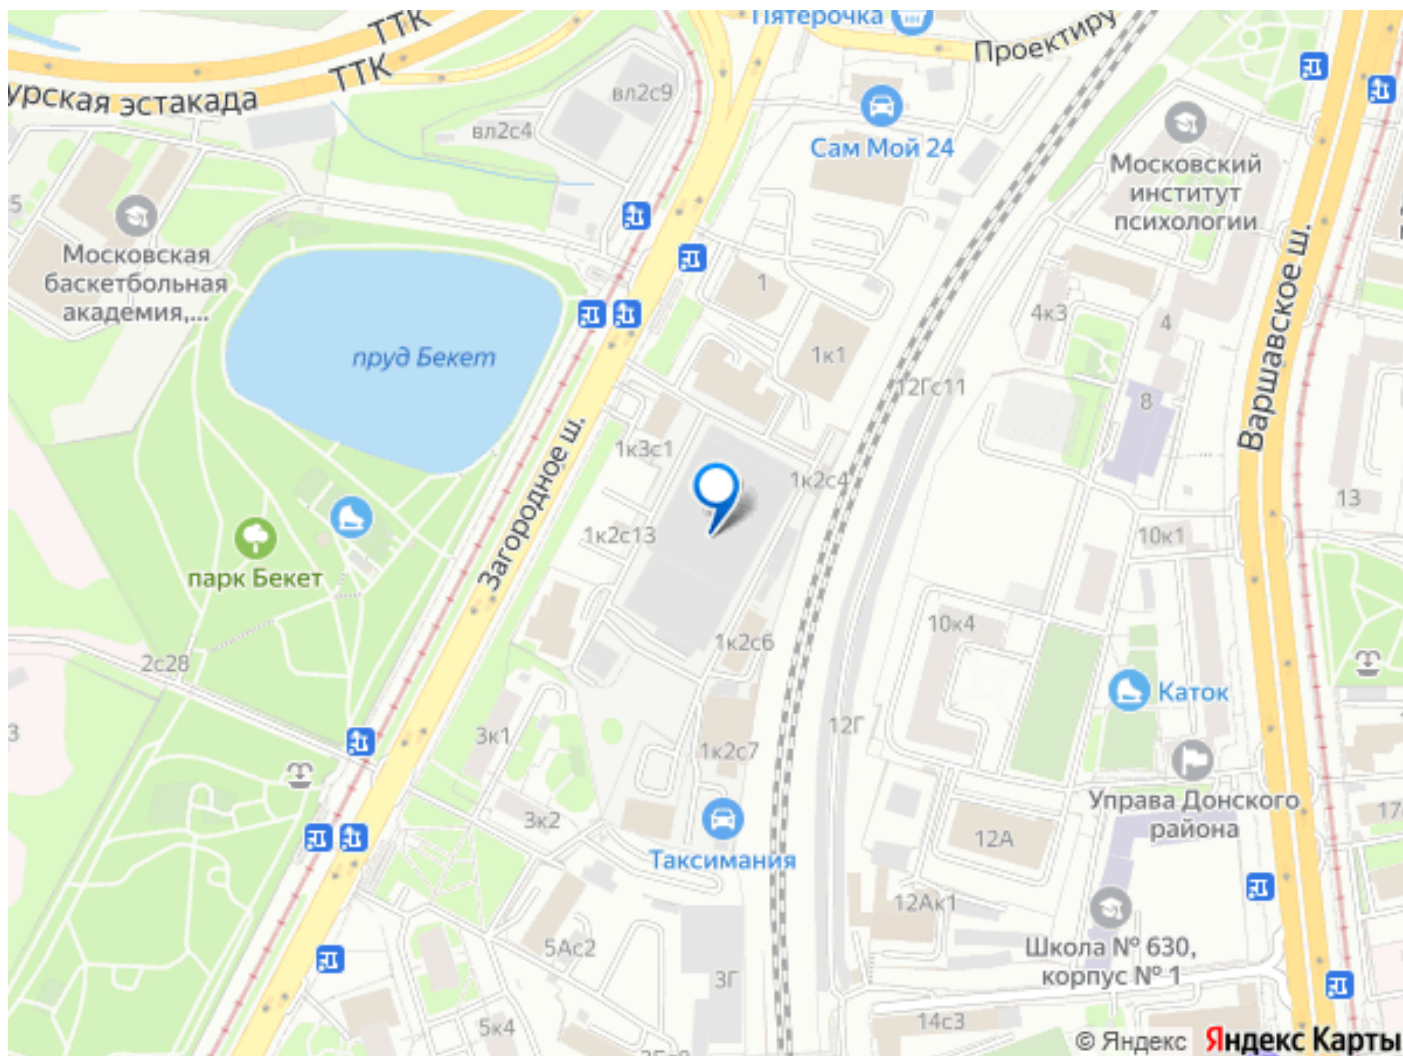 ТТК
Пятерочка
Проектиру
ТТК
урская эстакада
вл2с9
вл2с4
Сам Мой 24
Московский
институт
психологии
5
Московская
баскетбольная
академия,...
Варшавское ш.
1
4к3
4
1к1
пруд Бекет
12Гс11
8
Загородное ш.
1к3с1
1к2с4
13
1к2с13
10к1
парк Бекет
10к4
1к2с6
2с28
Каток
3
3к1
12Г
1к2с7
Управа Донского
района
17
3к2
12А
Таксимания
12Ак1
5Ас2
Школа № 630,
корпус № 1
3Г
5к4
14с3
© Яндекс
Яндекс Карты